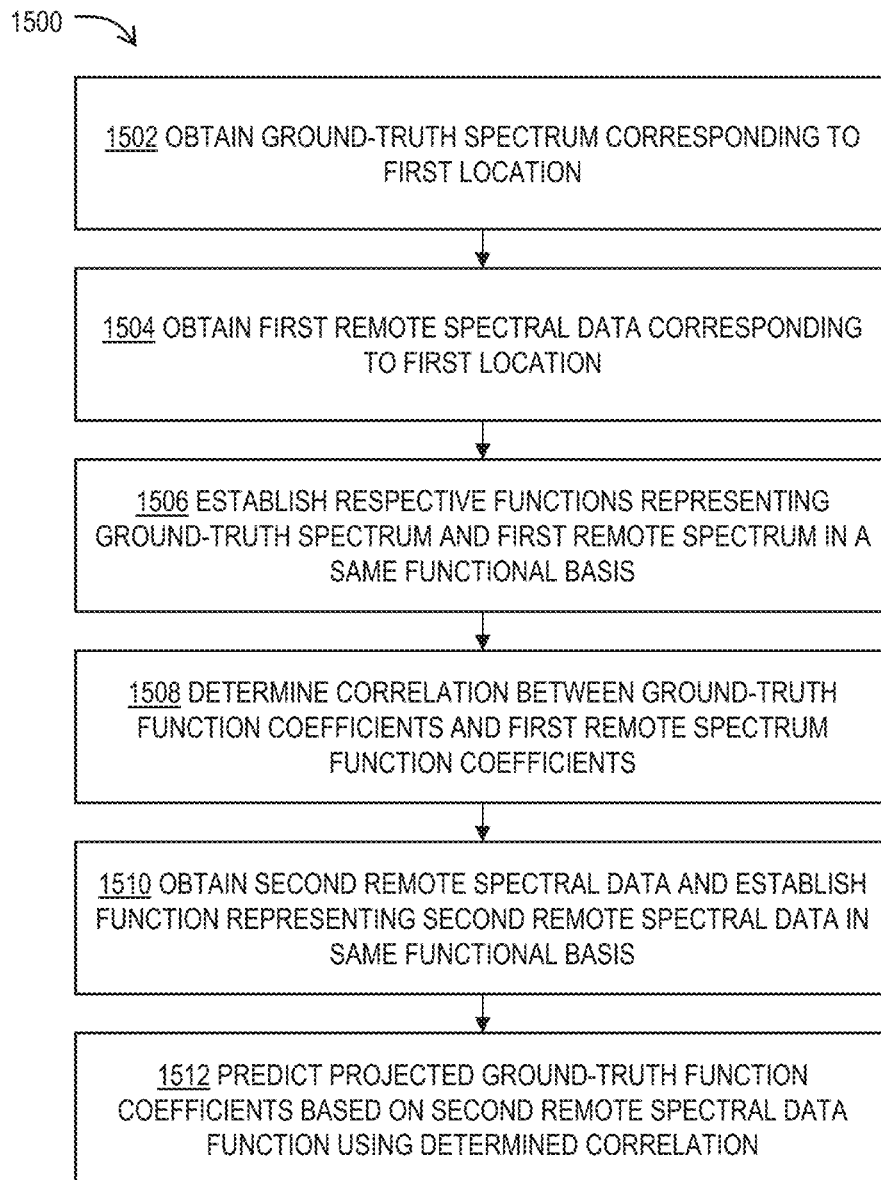 1500
1502 OBTAIN GROUND-TRUTH SPECTRUM CORRESPONDING TO
FIRST LOCATION
1504 OBTAIN FIRST REMOTE SPECTRAL DATA CORRESPONDING
TO FIRST LOCATION
1506 ESTABLISH RESPECTIVE FUNCTIONS REPRESENTING
GROUND-TRUTH SPECTRUM AND FIRST REMOTE SPECTRUM IN A
SAME FUNCTIONAL BASIS
1508 DETERMINE CORRELATION BETWEEN GROUND-TRUTH
FUNCTION COEFFICIENTS AND FIRST REMOTE SPECTRUM
FUNCTION COEFFICIENTS
1510 OBTAIN SECOND REMOTE SPECTRAL DATA AND ESTABLISH
FUNCTION REPRESENTING SECOND REMOTE SPECTRAL DATA IN
SAME FUNCTIONAL BASIS
1512 PREDICT PROJECTED GROUND-TRUTH FUNCTION
COEFFICIENTS BASED ON SECOND REMOTE SPECTRAL DATA
FUNCTION USING DETERMINED CORRELATION